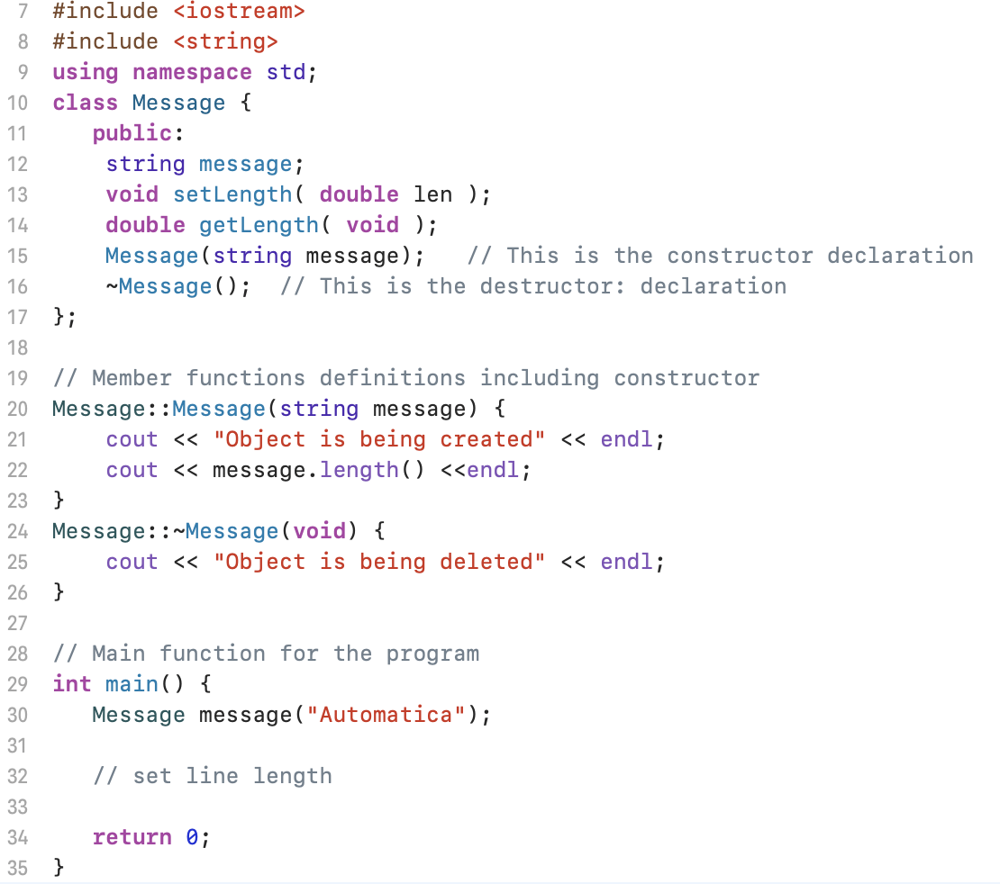 7 #include <iostream>
8 #include <string>
9 using namespace std;
10 class Message {
11    public:
12     string message;
13     void setLength( double len );
14     double getLength( void );
15     Message(string message);   // This is the constructor declaration
16     ~Message();  // This is the destructor: declaration
17 };
18
19 // Member functions definitions including constructor
20 Message::Message(string message) {
21     cout << "Object is being created" << endl;
22     cout << message.length() <<endl;
23 }
24 Message::~Message(void) {
25     cout << "Object is being deleted" << endl;
26 }
27
28 // Main function for the program
29 int main() {
30    Message message("Automatica");
31
32    // set line length
33
34    return 0;
35 }